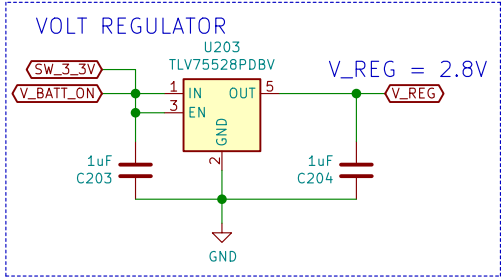 VOLT REGULATOR
U203
TLV75528PDBV
V_REG = 2.8V
SW_3_3V
V_BATT_ON
1
IN
OUT
5
V_REG
3
EN
GND
2
1uF
C203
1uF
C204
GND